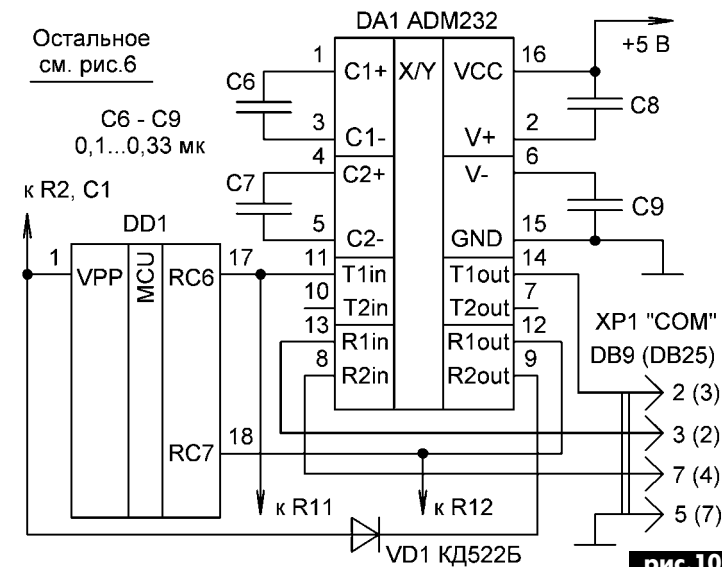 DA1 ADM232
Остальное
см. рис.6
C6 - C9
0,1...0,33 мк
+5 В
1 C1+ X/Y VCC 16
C6
C8
3 C1- V+ 2
4 C2+ V- 6
C7
C9
5 C2- GND 15
к R2, C1
DD1
1 VPP MCU RC6 17
11 T1in T1out 14
10 T2in T2out 7
13 R1in R1out 12
8 R2in R2out 9
XP1 "COM"
DB9 (DB25)
2 (3)
3 (2)
RC7 18
7 (4)
к R11
к R12
5 (7)
VD1 КД522Б
рис.10